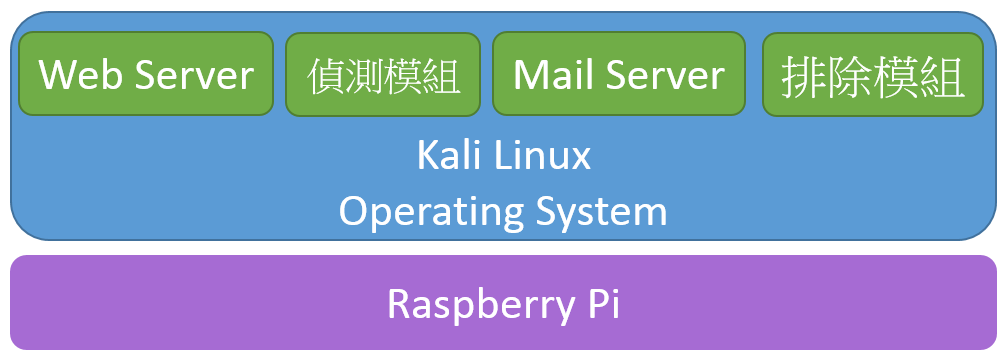 Web Server
偵測模組
Mail Server
排除模組
Kali Linux
Operating System
Raspberry Pi